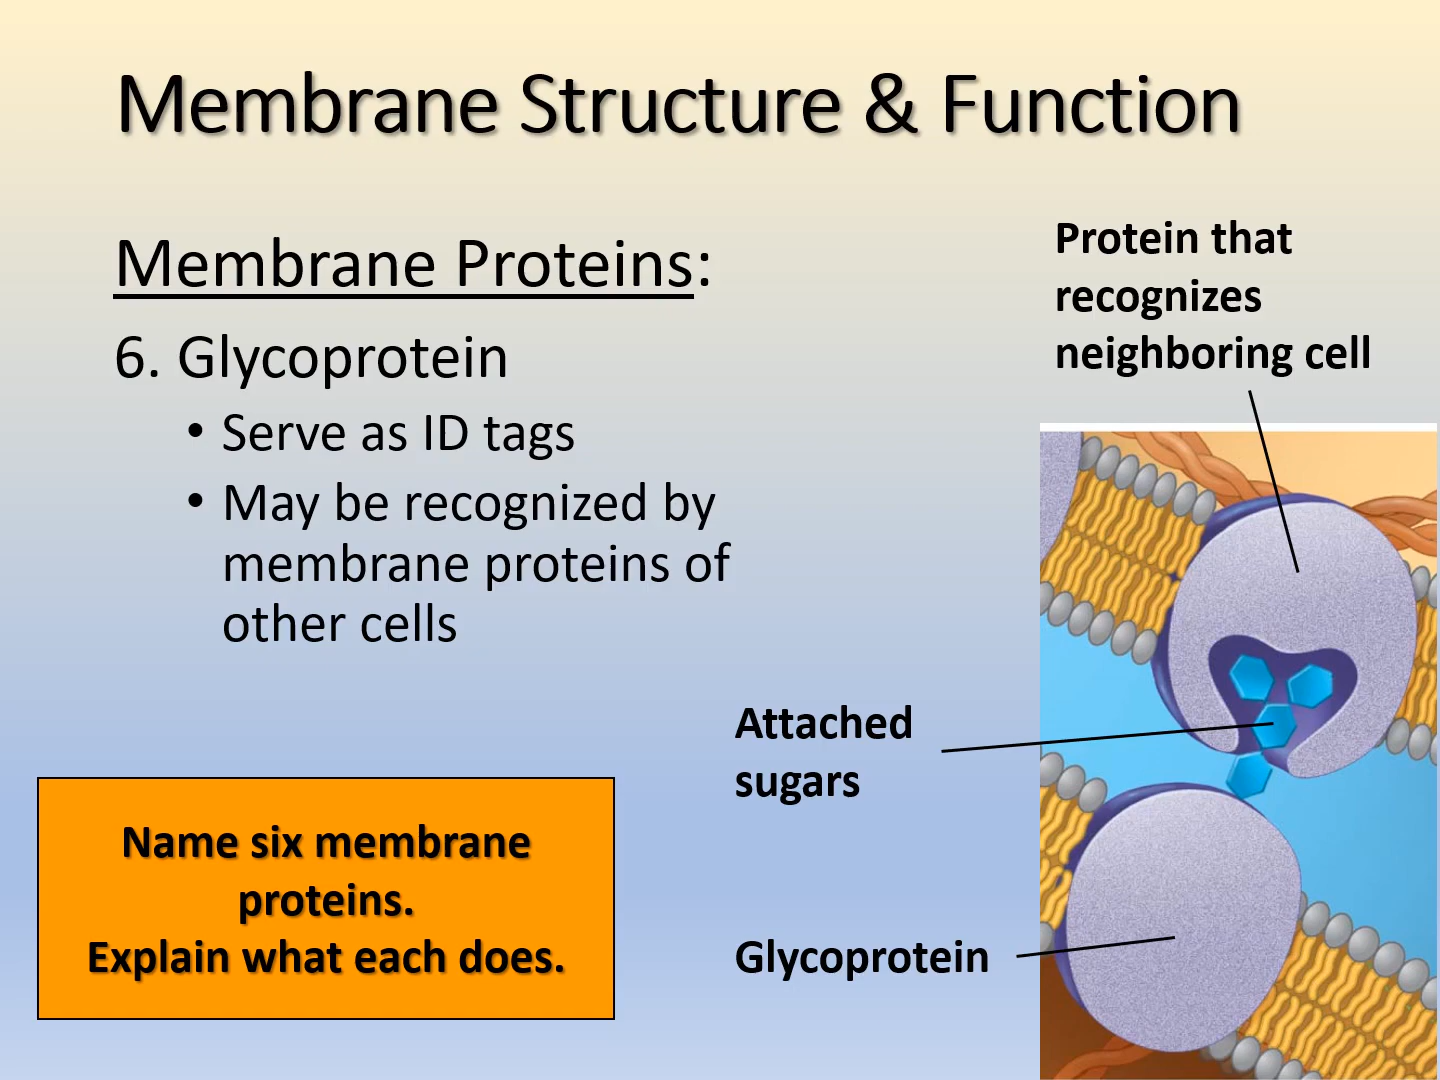 Membrane Structure & Function
Membrane Proteins:
6. Glycoprotein
• Serve as ID tags
• May be recognized by
membrane proteins of
other cells
Name six membrane
proteins.
Explain what each does.
Protein that
recognizes
neighboring cell
Attached
sugars
Glycoprotein